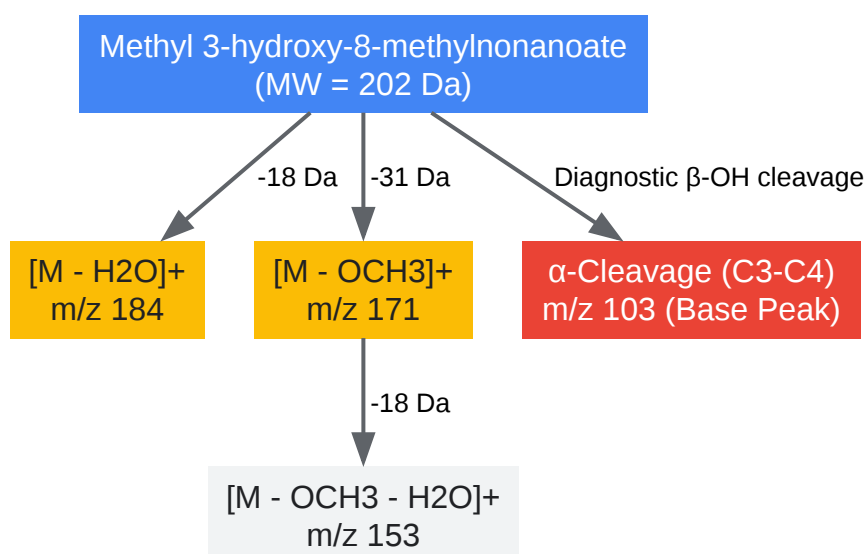 Methyl 3-hydroxy-8-methylnonanoate
(MW = 202 Da)
-18 Da
-31 Da
Diagnostic β-OH cleavage
[M - H2O]+
m/z 184
[M - OCH3]+
m/z 171
α-Cleavage (C3-C4)
m/z 103 (Base Peak)
-18 Da
[M - OCH3 - H2O]+
m/z 153